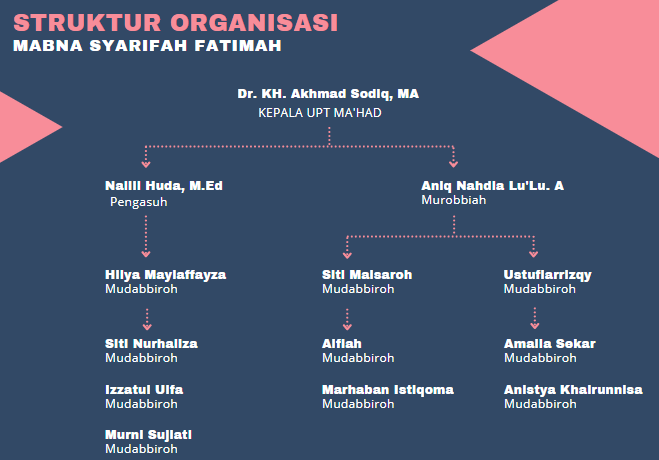 STRUKTUR ORGANISASI
MABNA SYARIFAH FATIMAH
Dr. KH. Akhmad Sodiq, MA
KEPALA UPT MA'HAD
Naiili Huda, M.Ed
Pengasuh
Aniq Nahdia Lu'Lu. A
Murobbiah
Hilya Maylaffayza
Mudabbiroh
Siti Maisaroh
Mudabbiroh
Ustufiarrizqy
Mudabbiroh
Siti Nurhaliza
Mudabbiroh
Alfiah
Mudabbiroh
Amalia Sekar
Mudabbiroh
Izzatul Ulfa
Mudabbiroh
Marhaban Istiqoma
Mudabbiroh
Anistya Khairunnisa
Mudabbiroh
Murni Sujiati
Mudabbiroh